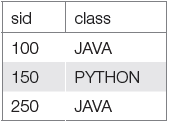 sid class
100 JAVA
150 PYTHON
250 JAVA